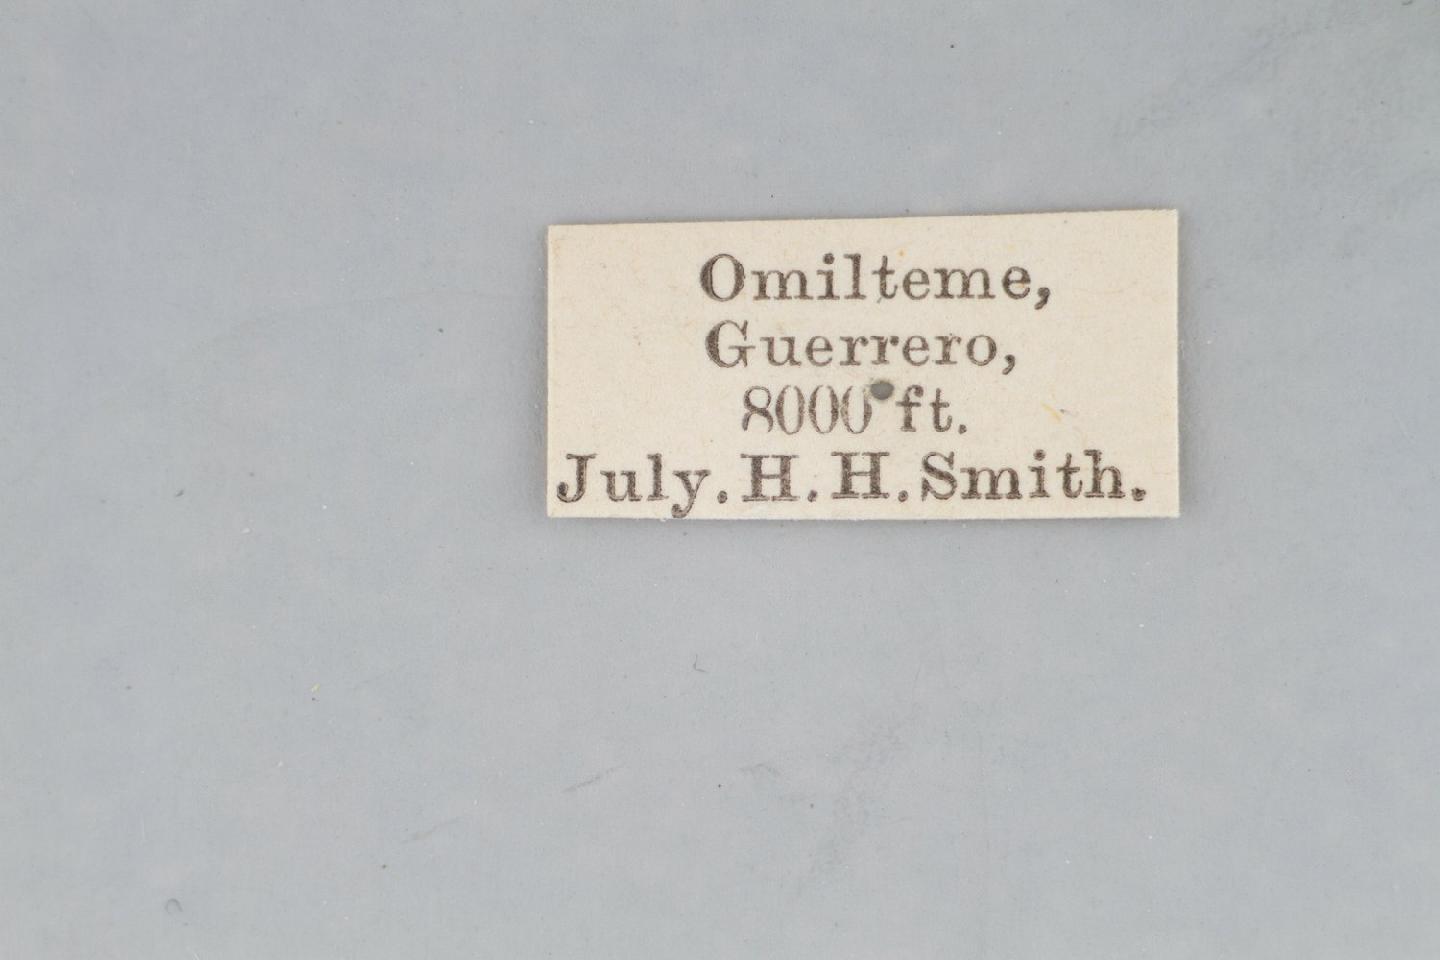 Omilteme,
Guerrero,
8000 ft.
July. H. H. Smith.